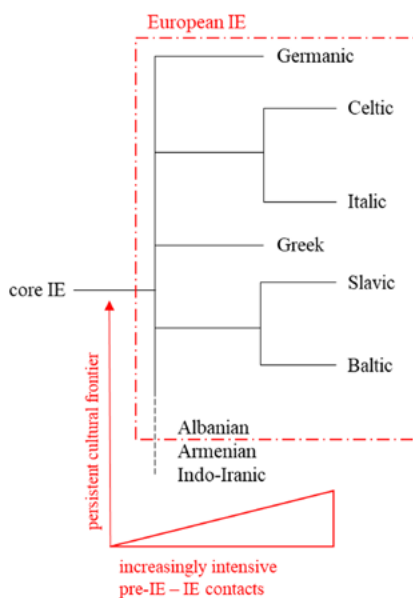 European IE
Germanic
Celtic
Italic
Greek
core IE
Slavic
Baltic
persistent cultural frontier
Albanian
Armenian
Indo-Iranic
increasingly intensive
pre-IE – IE contacts